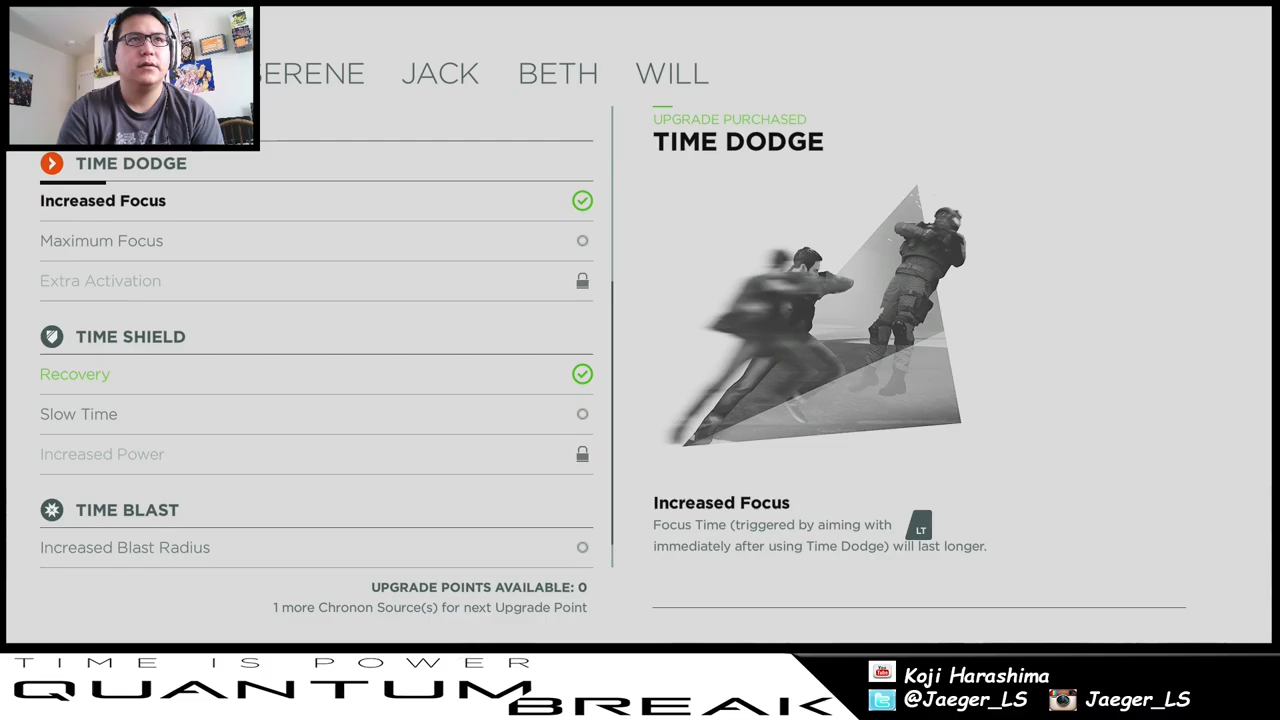 SERENE JACK BETH WILL
TIME DODGE
Increased Focus
Maximum Focus
Extra Activation
TIME SHIELD
Recovery
Slow Time
Increased Power
TIME BLAST
Increased Blast Radius
UPGRADE POINTS AVAILABLE: 0
1 more Chronon Source(s) for next Upgrade Point
UPGRADE PURCHASED
TIME DODGE
Increased Focus
Focus Time (triggered by aiming with LT
immediately after using Time Dodge) will last longer.
TIME IS POWER
QUANTUM
BREAK
You Tube Koji Harashima
@Jaeger_LS Jaeger_LS